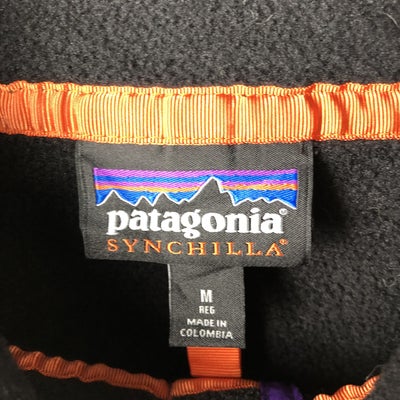 patagonia®
SYNCHILLA®
M
REG
MADE IN
COLOMBIA